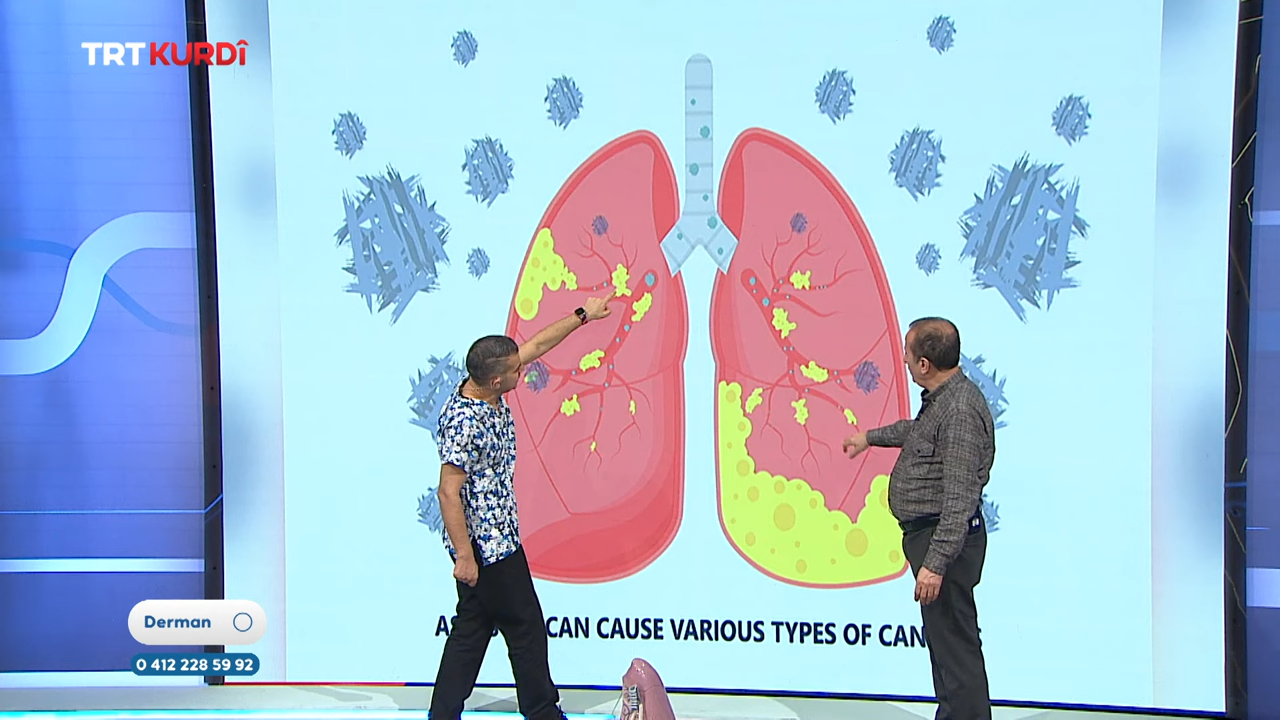 TRT KURDÎ
CAN CAUSE VARIOUS TYPES OF
Derman
0 412 228 59 92